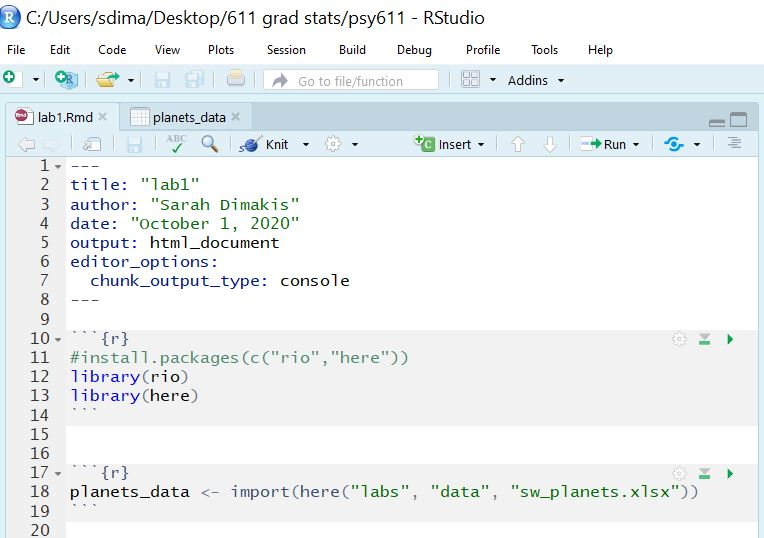 C:/Users/sdima/Desktop/611 grad stats/psy611 - RStudio
File Edit Code View Plots Session Build Debug Profile Tools Help
Go to file/function Addins
lab1.Rmd planets_data
ABC Knit Insert Run
1 ---
2 title: "lab1"
3 author: "Sarah Dimakis"
4 date: "October 1, 2020"
5 output: html_document
6 editor_options:
7   chunk_output_type: console
8 ---
9
10 ```{r}
11 #install.packages(c("rio","here"))
12 library(rio)
13 library(here)
14 ```
15
16
17 ```{r}
18 planets_data <- import(here("labs", "data", "sw_planets.xlsx"))
19 ```
20